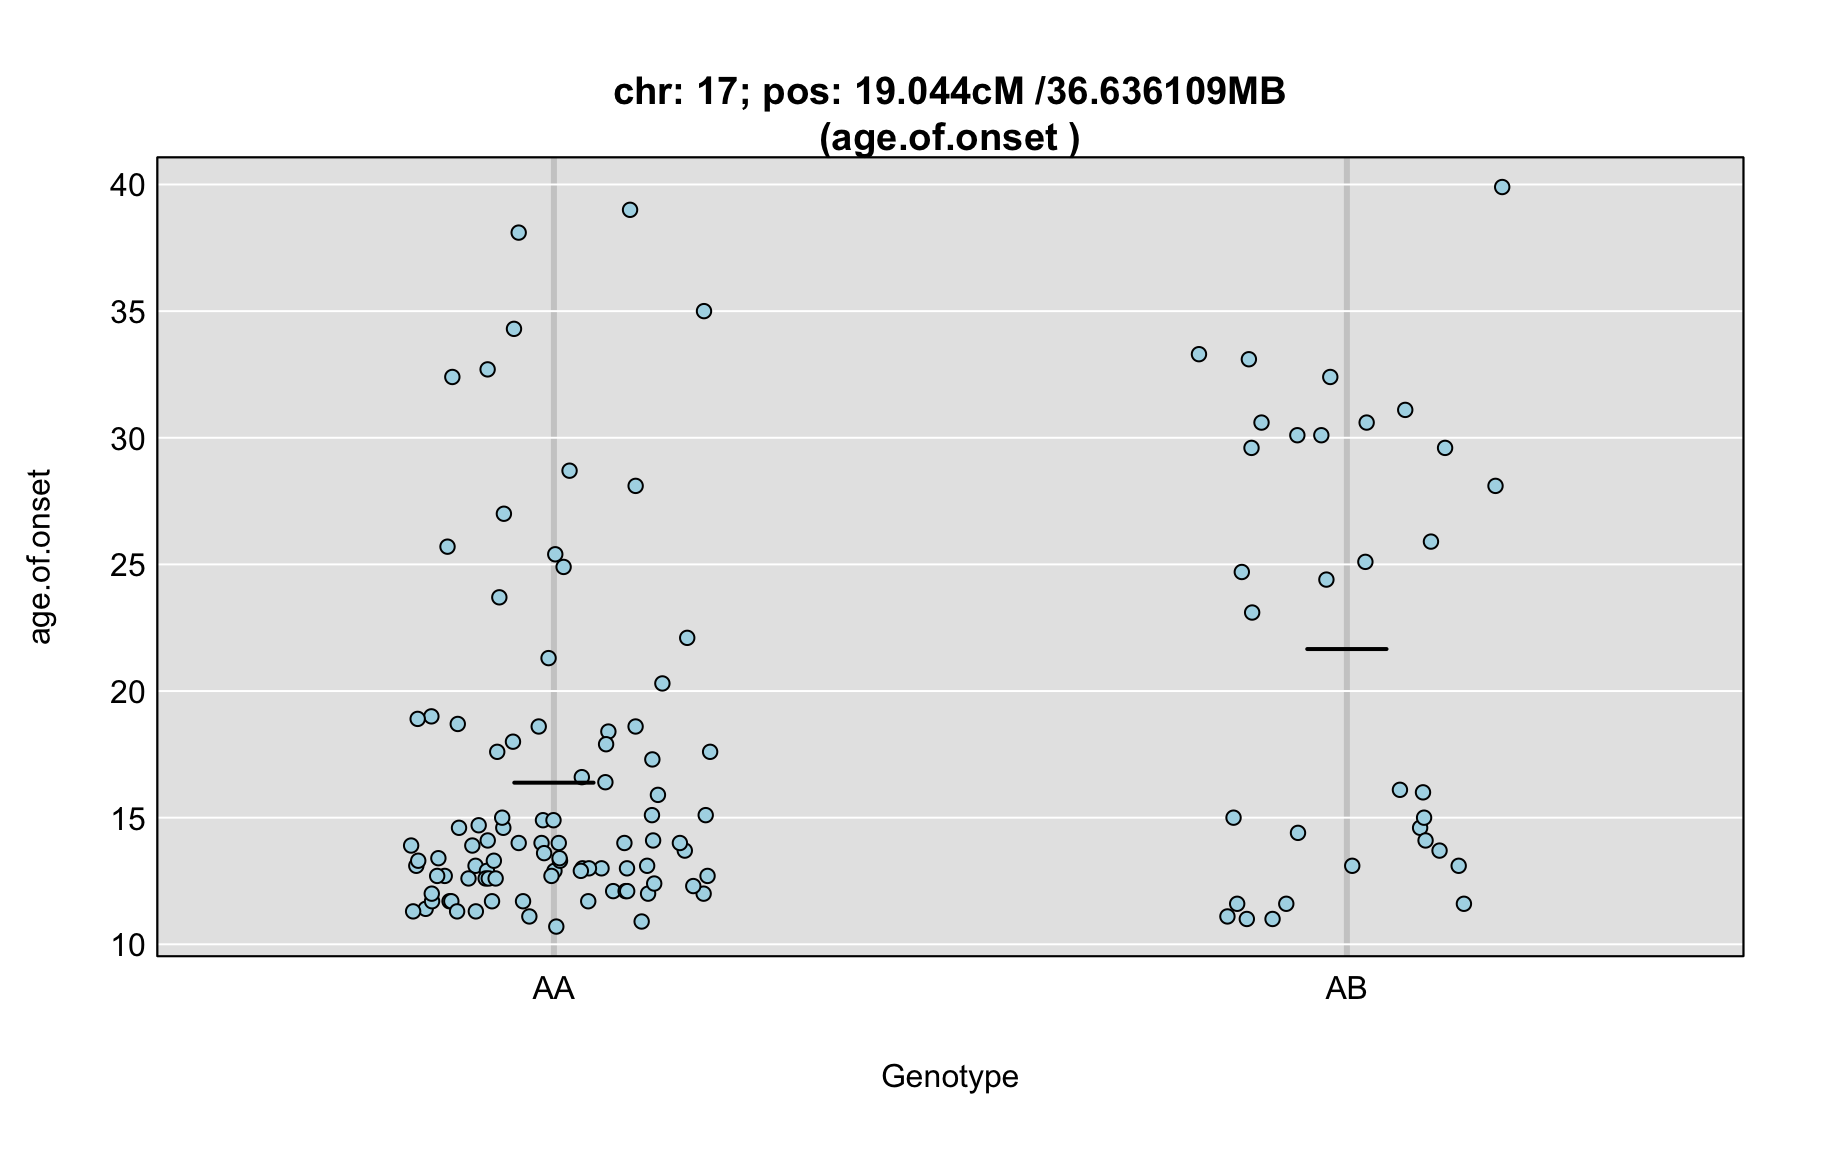 chr: 17; pos: 19.044cM /36.636109MB
(age.of.onset )
40
35
30
25
20
15
10
age.of.onset
AA
AB
Genotype